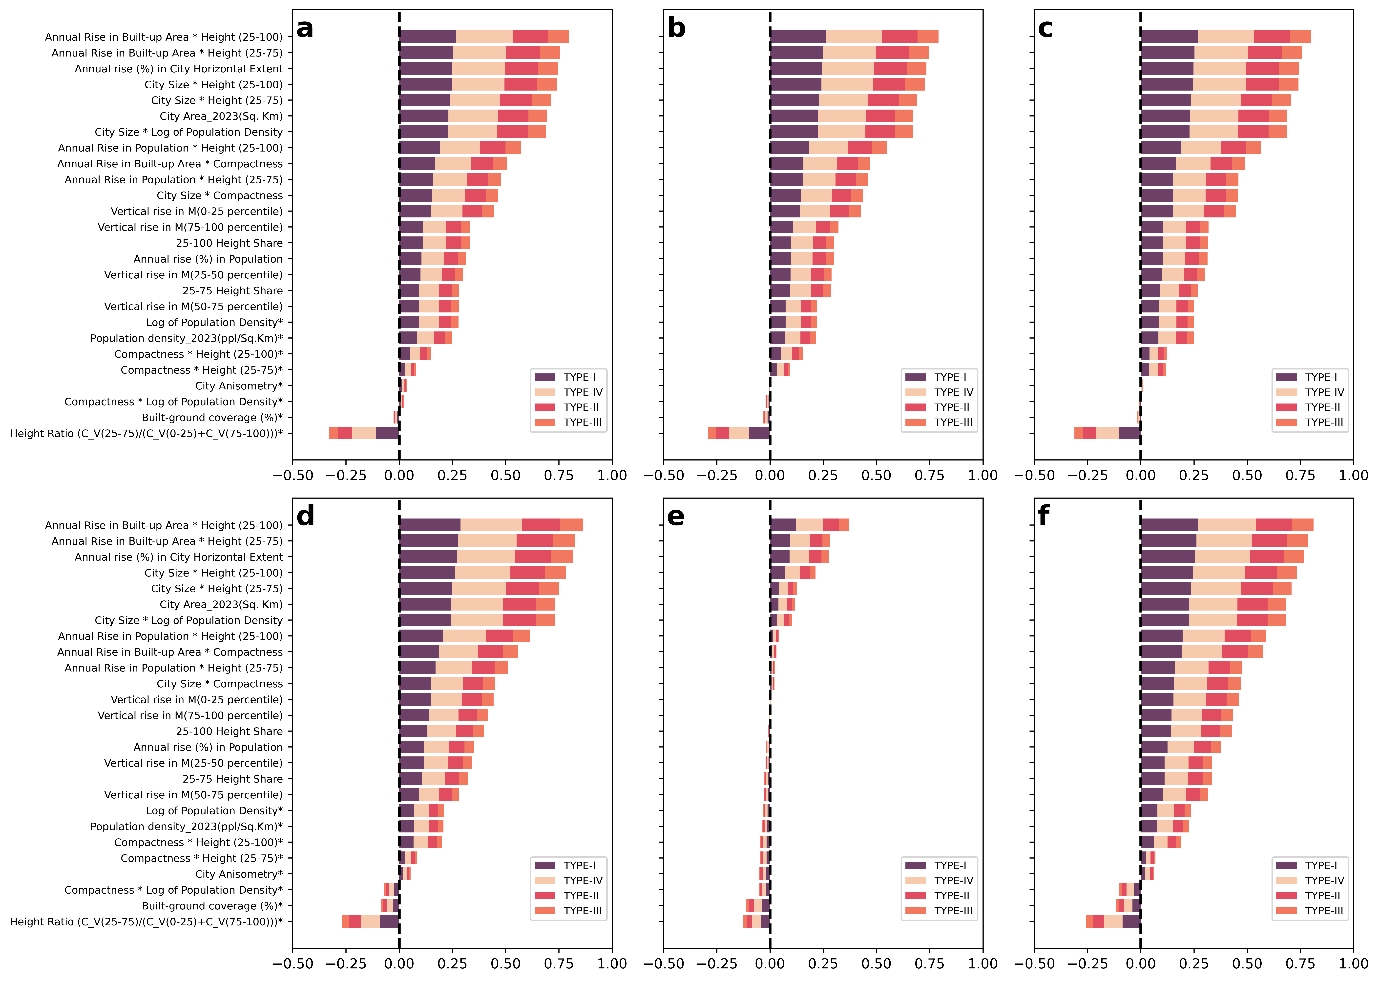 a
b
c
Annual Rise in Built-up Area * Height (25-100)
Annual Rise in Built-up Area * Height (25-75)
Annual rise (%) in City Horizontal Extent
City Size * Height (25-100)
City Size * Height (25-75)
City Area_2023(Sq. Km)
City Size * Log of Population Density
Annual Rise in Population * Height (25-100)
Annual Rise in Built-up Area * Compactness
Annual Rise in Population * Height (25-75)
City Size * Compactness
Vertical rise in M(0-25 percentile)
Vertical rise in M(75-100 percentile)
25-100 Height Share
Annual rise (%) in Population
Vertical rise in M(25-50 percentile)
25-75 Height Share
Vertical rise in M(50-75 percentile)
Log of Population Density*
Population density_2023(ppl/Sq.Km)*
Compactness * Height (25-100)*
Compactness * Height (25-75)*
City Anisometry*
Compactness * Log of Population Density*
Built-ground coverage (%)*
Height Ratio (C_V(25-75)/(C_V(0-25)+C_V(75-100)))*
TYPE I
TYPE IV
TYPE-II
TYPE-III
TYPE I
TYPE IV
TYPE-II
TYPE-III
TYPE I
TYPE IV
TYPE-II
TYPE-III
−0.50 −0.25 0.00 0.25 0.50 0.75 1.00
−0.50 −0.25 0.00 0.25 0.50 0.75 1.00
−0.50 −0.25 0.00 0.25 0.50 0.75 1.00
d
e
f
Annual Rise in Built-up Area * Height (25-100)
Annual Rise in Built-up Area * Height (25-75)
Annual rise (%) in City Horizontal Extent
City Size * Height (25-100)
City Size * Height (25-75)
City Area_2023(Sq. Km)
City Size * Log of Population Density
Annual Rise in Population * Height (25-100)
Annual Rise in Built-up Area * Compactness
Annual Rise in Population * Height (25-75)
City Size * Compactness
Vertical rise in M(0-25 percentile)
Vertical rise in M(75-100 percentile)
25-100 Height Share
Annual rise (%) in Population
Vertical rise in M(25-50 percentile)
25-75 Height Share
Vertical rise in M(50-75 percentile)
Log of Population Density*
Population density_2023(ppl/Sq.Km)*
Compactness * Height (25-100)*
Compactness * Height (25-75)*
City Anisometry*
Compactness * Log of Population Density*
Built-ground coverage (%)*
Height Ratio (C_V(25-75)/(C_V(0-25)+C_V(75-100)))*
TYPE-I
TYPE-IV
TYPE-II
TYPE-III
TYPE-I
TYPE-IV
TYPE-II
TYPE-III
TYPE-I
TYPE-IV
TYPE-II
TYPE-III
−0.50 −0.25 0.00 0.25 0.50 0.75 1.00
−0.50 −0.25 0.00 0.25 0.50 0.75 1.00
−0.50 −0.25 0.00 0.25 0.50 0.75 1.00